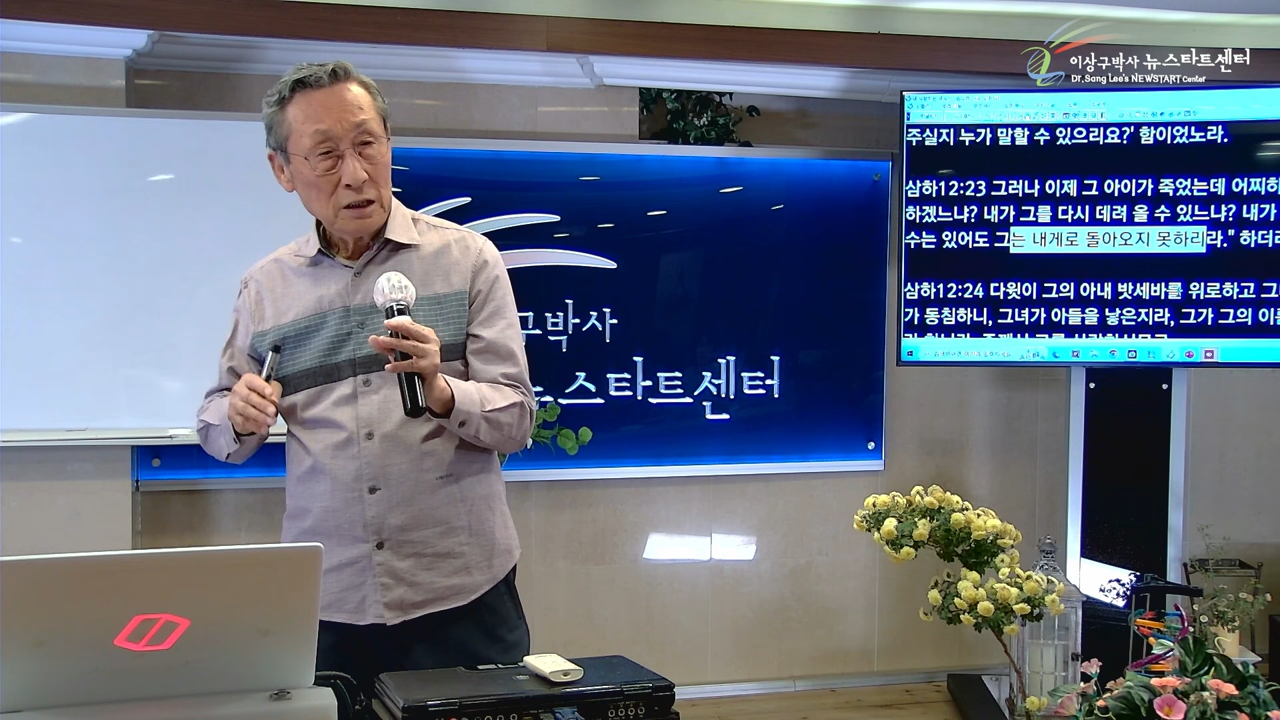 이상구박사 뉴스타트센터
Dr. Sang Lee's NEWSTART Center
주실지 누가 말할 수 있으리요?' 함이었노라.
삼하12:23 그러나 이제 그 아이가 죽었는데 어찌하
하겠느냐? 내가 그를 다시 데려 올 수 있느냐? 내가
수는 있어도 그는 내게로 돌아오지 못하리라." 하더라
삼하12:24 다윗이 그의 아내 밧세바를 위로하고 그
가 동침하니, 그녀가 아들을 낳은지라, 그가 그의 이름
구박사
뉴스타트센터